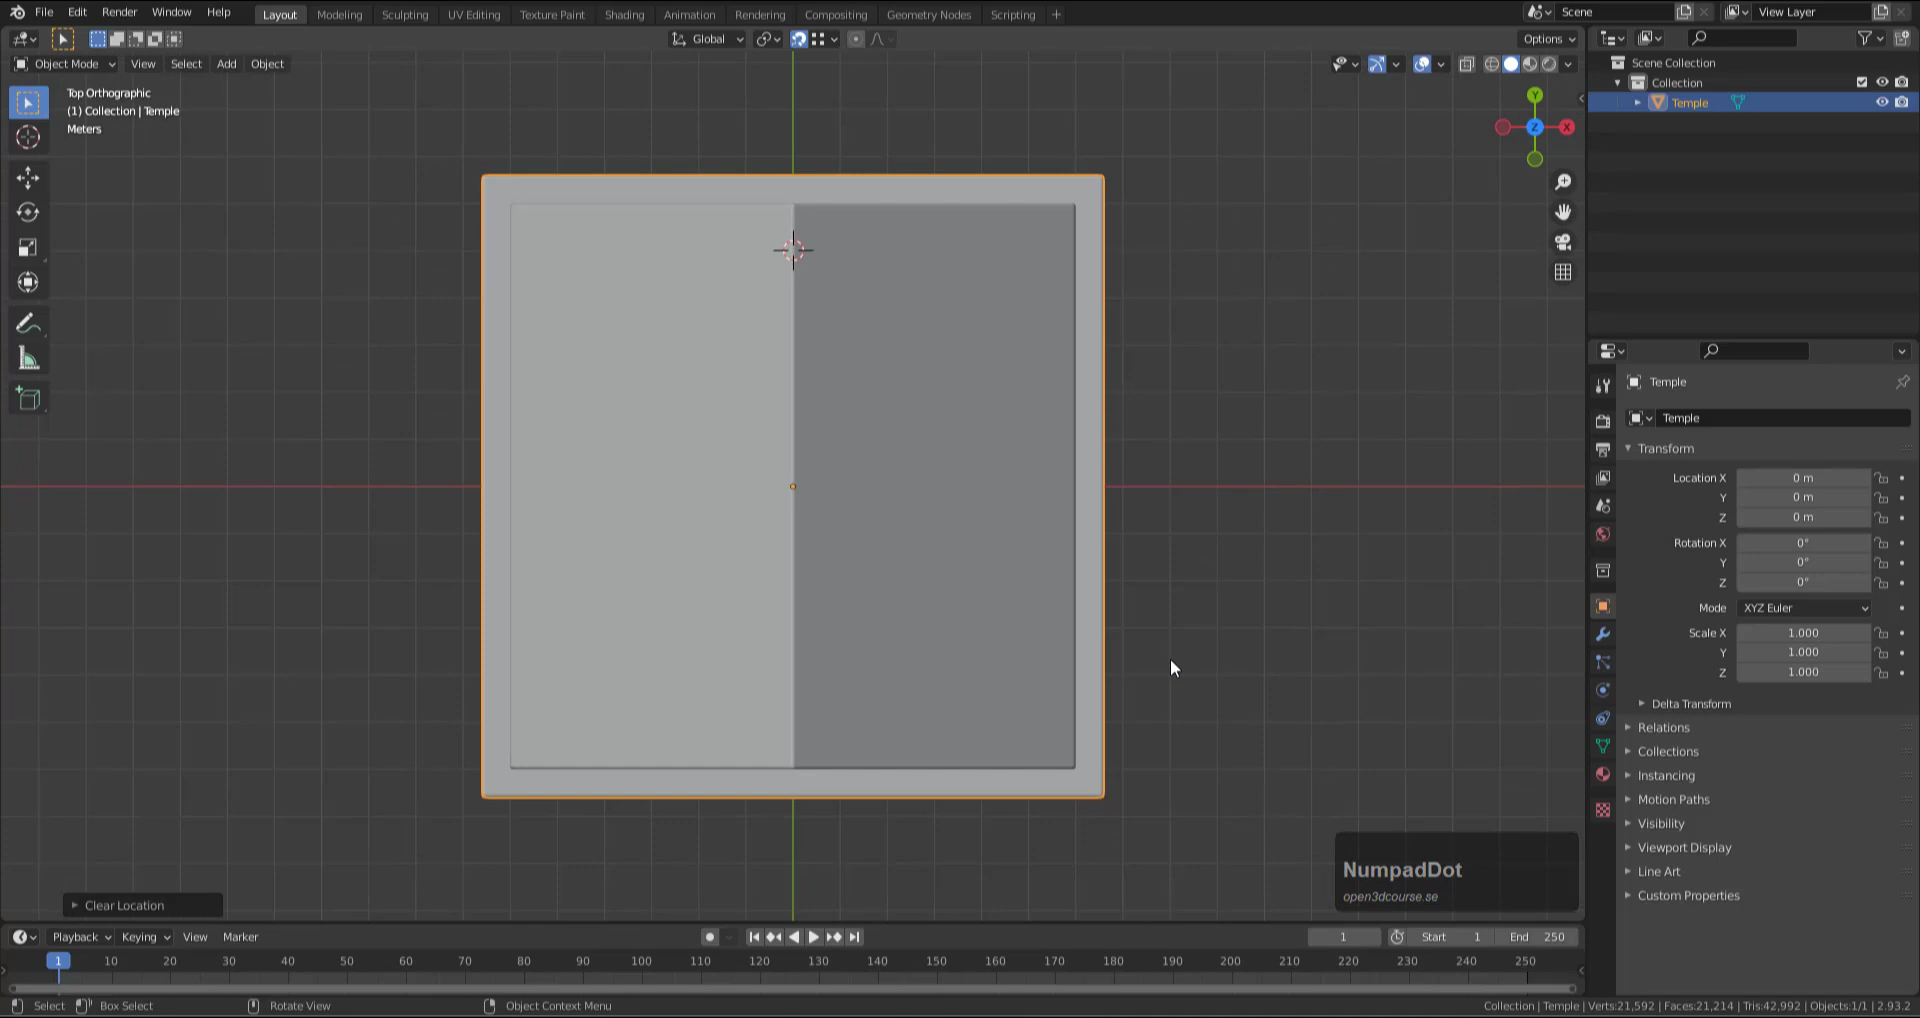 File Edit Render Window Help Layout Modeling Sculpting UV Editing Texture Paint Shading Animation Rendering Compositing Geometry Nodes Scripting + Scene View Layer
Global Options
Object Mode View Select Add Object
Top Orthographic
(1) Collection | Temple
Meters
Y
Z
X
Scene Collection
Collection
Temple
Temple
Temple
Transform
Location X 0 m
Y 0 m
Z 0 m
Rotation X 0°
Y 0°
Z 0°
Mode XYZ Euler
Scale X 1.000
Y 1.000
Z 1.000
Delta Transform
Relations
Collections
Instancing
Motion Paths
Visibility
Viewport Display
Line Art
Custom Properties
NumpadDot
open3dcourse.se
Clear Location
Playback Keying View Marker 1 Start 1 End 250
1 10 20 30 40 50 60 70 80 90 100 110 120 130 140 150 160 170 180 190 200 210 220 230 240 250
Select Box Select Rotate View Object Context Menu Collection | Temple | Verts:21,592 | Faces:21,214 | Tris:42,992 | Objects:1/1 | 2.93.2